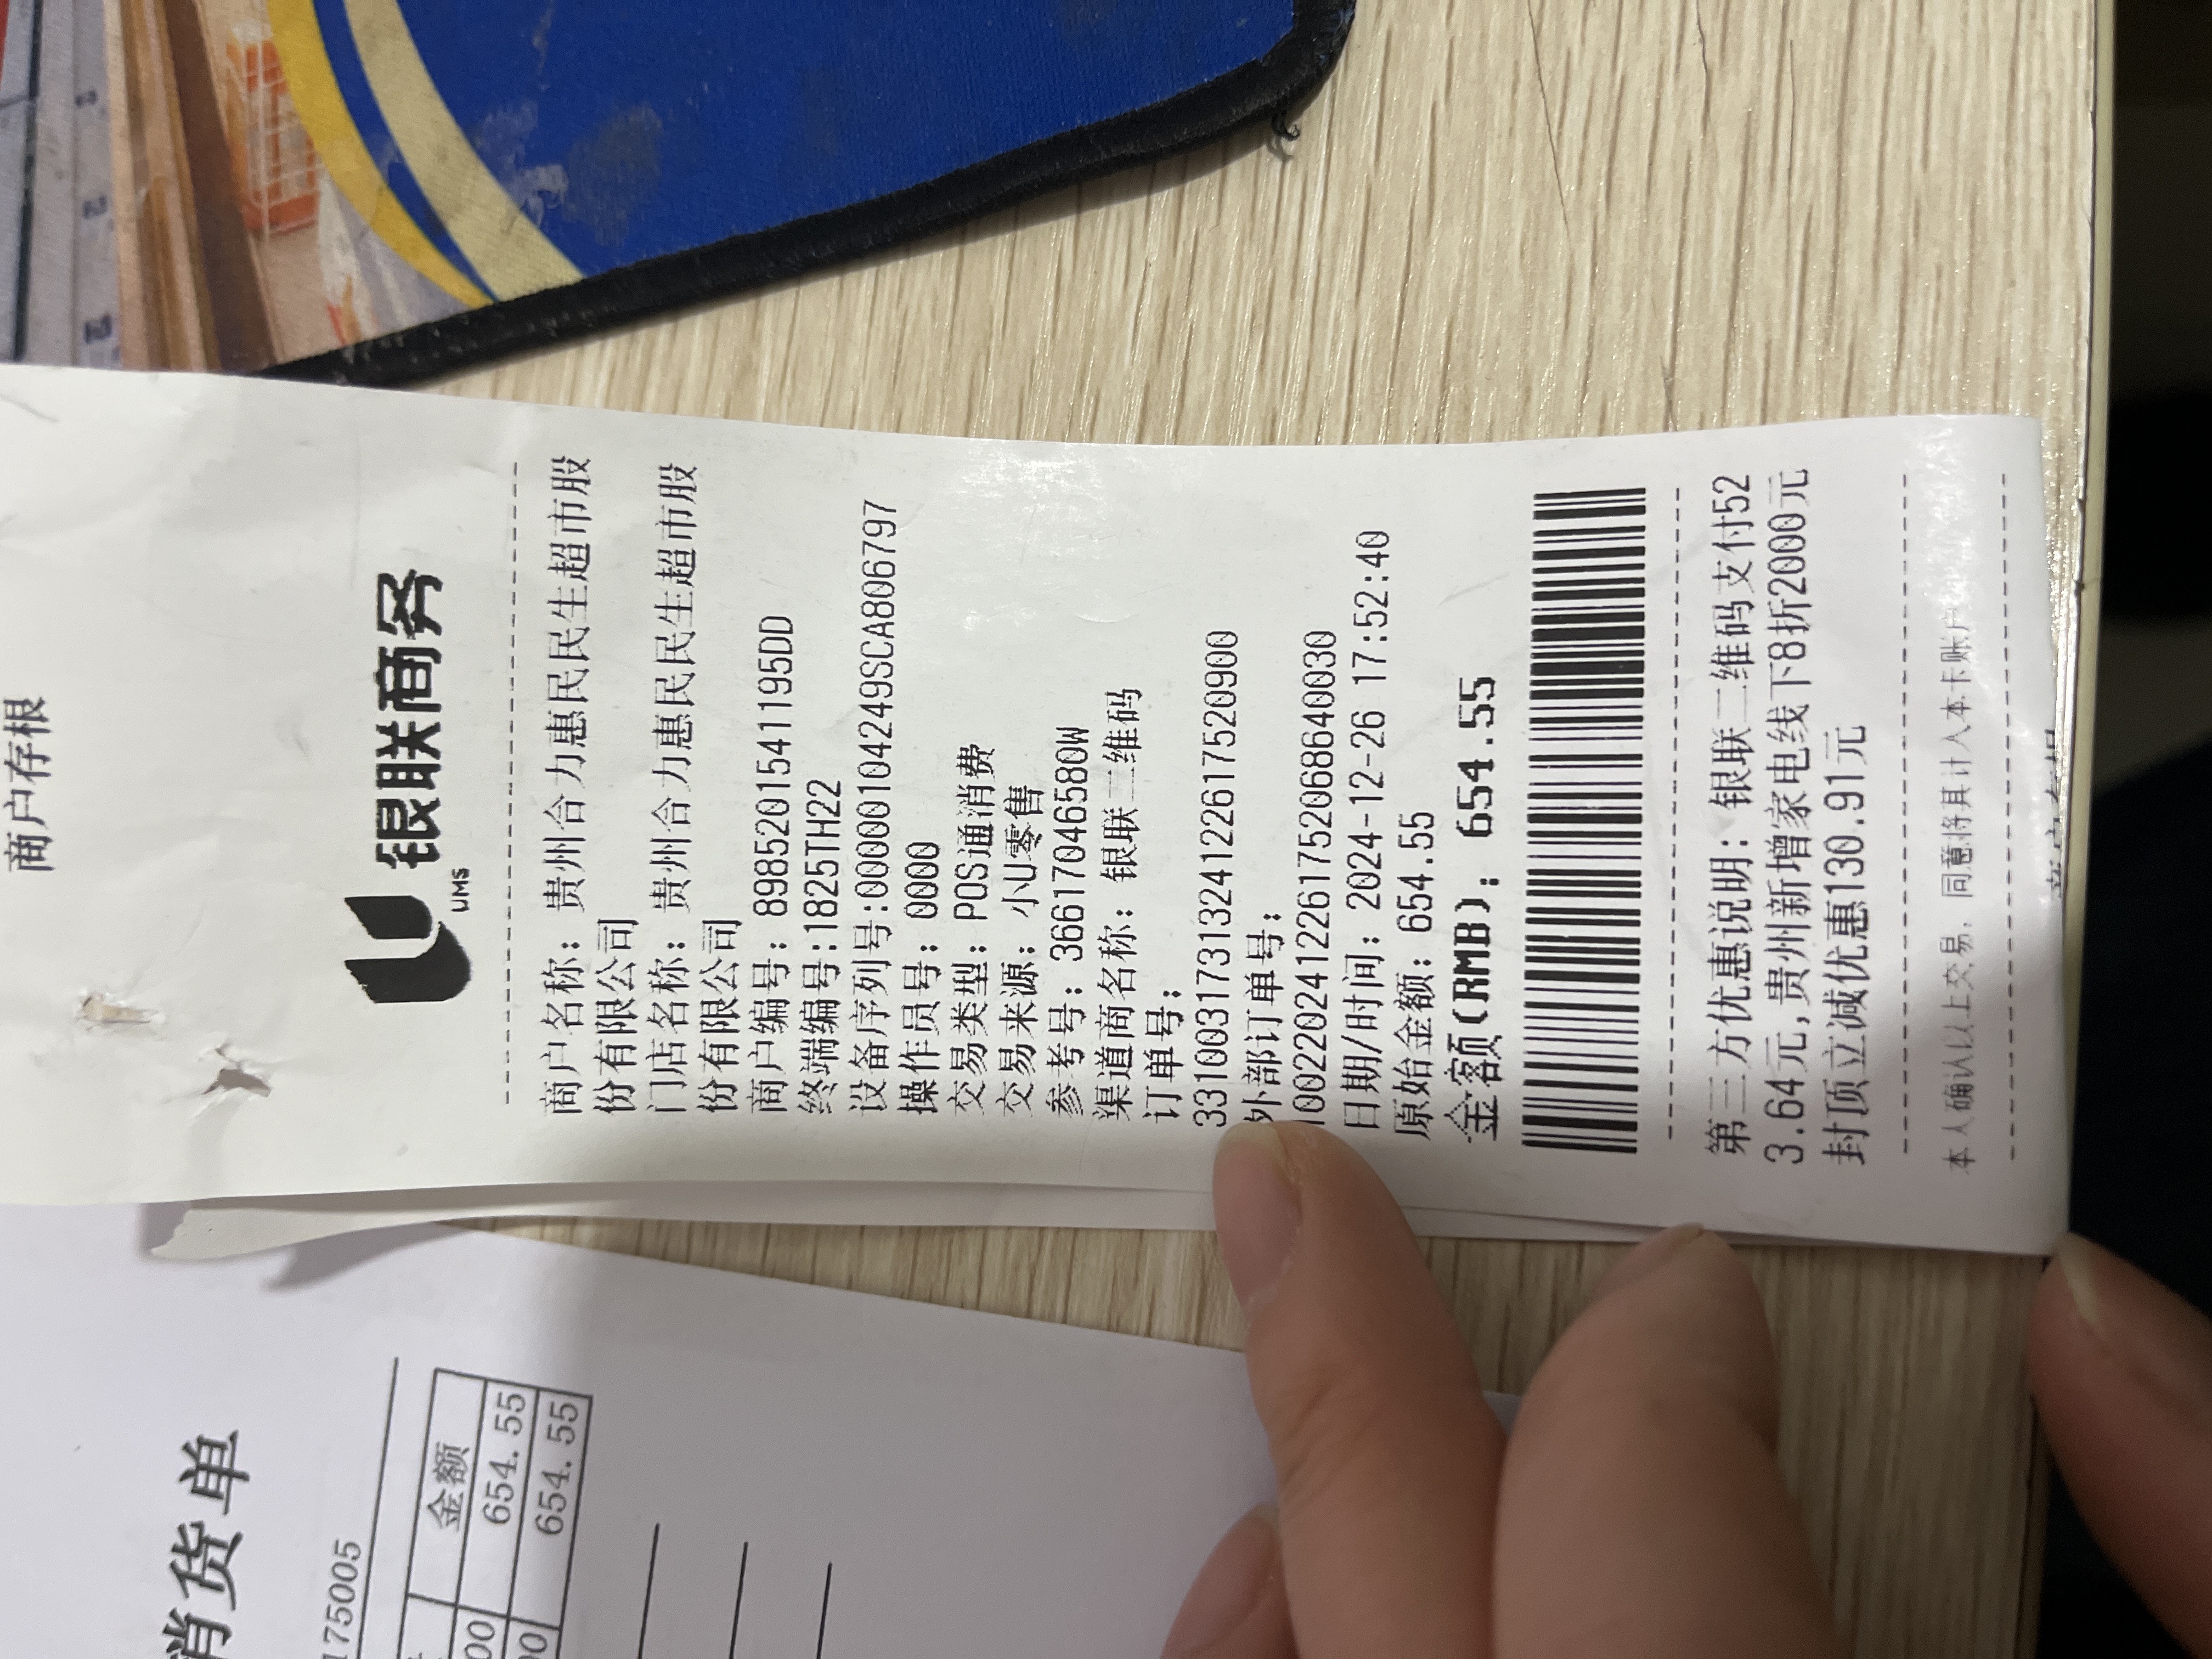 商户存根
银联商务
UMS
商户名称: 贵州合力惠民民生超市股
份有限公司
门店名称: 贵州合力惠民民生超市股
份有限公司
商户编号: 8985201541195DD
终端编号:1825TH22
设备序列号:00000104249SCA806797
操作员号: 0000
交易类型: POS通消费
交易来源: 小U零售
参考号: 36617046580W
渠道商名称: 银联二维码
订单号:
33100317313241226175520900
外部订单号:
1002202412261752068640030
日期/时间: 2024-12-26 17:52:40
原始金额: 654.55
金额(RMB): 654.55
第三方优惠说明: 银联二维码支付52
3.64元,贵州新增家电线下8折2000元
封顶立减优惠130.91元
本人确认以上交易, 同意将其计入本卡账户
消货单
175005
金额
654.55
654.55